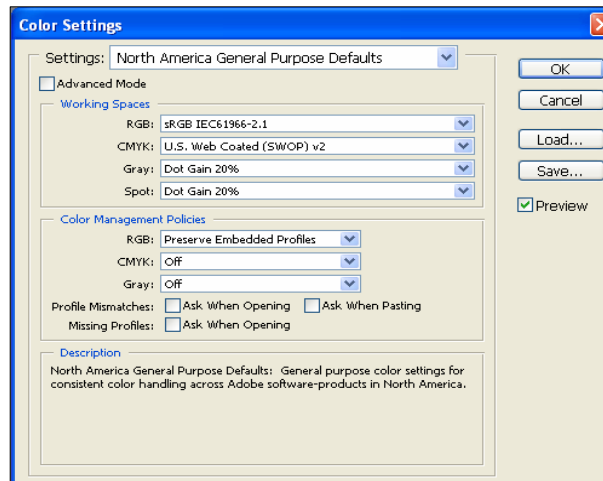 Color Settings
Settings: North America General Purpose Defaults
OK
Advanced Mode
Cancel
Working Spaces
RGB: sRGB IEC61966-2.1
CMYK: U.S. Web Coated (SWOP) v2
Load...
Gray: Dot Gain 20%
Save...
Spot: Dot Gain 20%
Preview
Color Management Policies
RGB: Preserve Embedded Profiles
CMYK: Off
Gray: Off
Profile Mismatches: Ask When Opening Ask When Pasting
Missing Profiles: Ask When Opening
Description
North America General Purpose Defaults: General purpose color settings for
consistent color handling across Adobe software-products in North America.